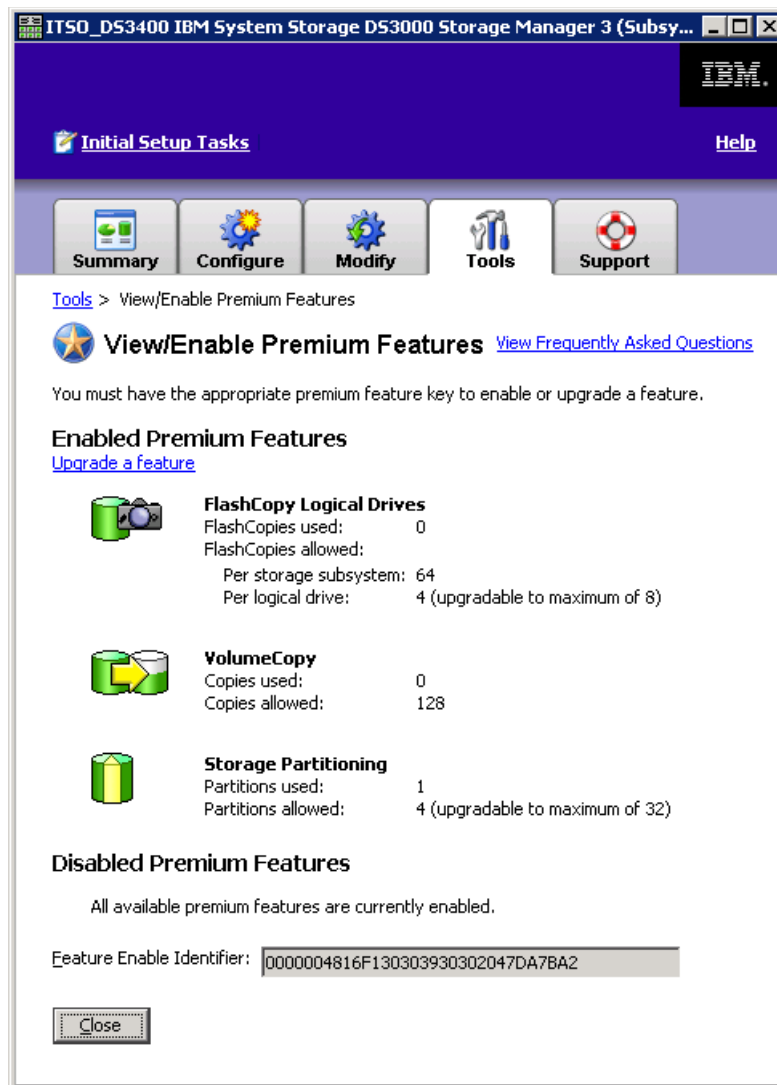 ITSO_DS3400 IBM System Storage DS3000 Storage Manager 3 (Subsy...
IBM.
Initial Setup Tasks
Help
Summary
Configure
Modify
Tools
Support
Tools > View/Enable Premium Features
View/Enable Premium Features View Frequently Asked Questions
You must have the appropriate premium feature key to enable or upgrade a feature.
Enabled Premium Features
Upgrade a feature
FlashCopy Logical Drives
FlashCopies used: 0
FlashCopies allowed:
Per storage subsystem: 64
Per logical drive: 4 (upgradable to maximum of 8)
VolumeCopy
Copies used: 0
Copies allowed: 128
Storage Partitioning
Partitions used: 1
Partitions allowed: 4 (upgradable to maximum of 32)
Disabled Premium Features
All available premium features are currently enabled.
Feature Enable Identifier: 0000004816F130303930302047DA7BA2
Close